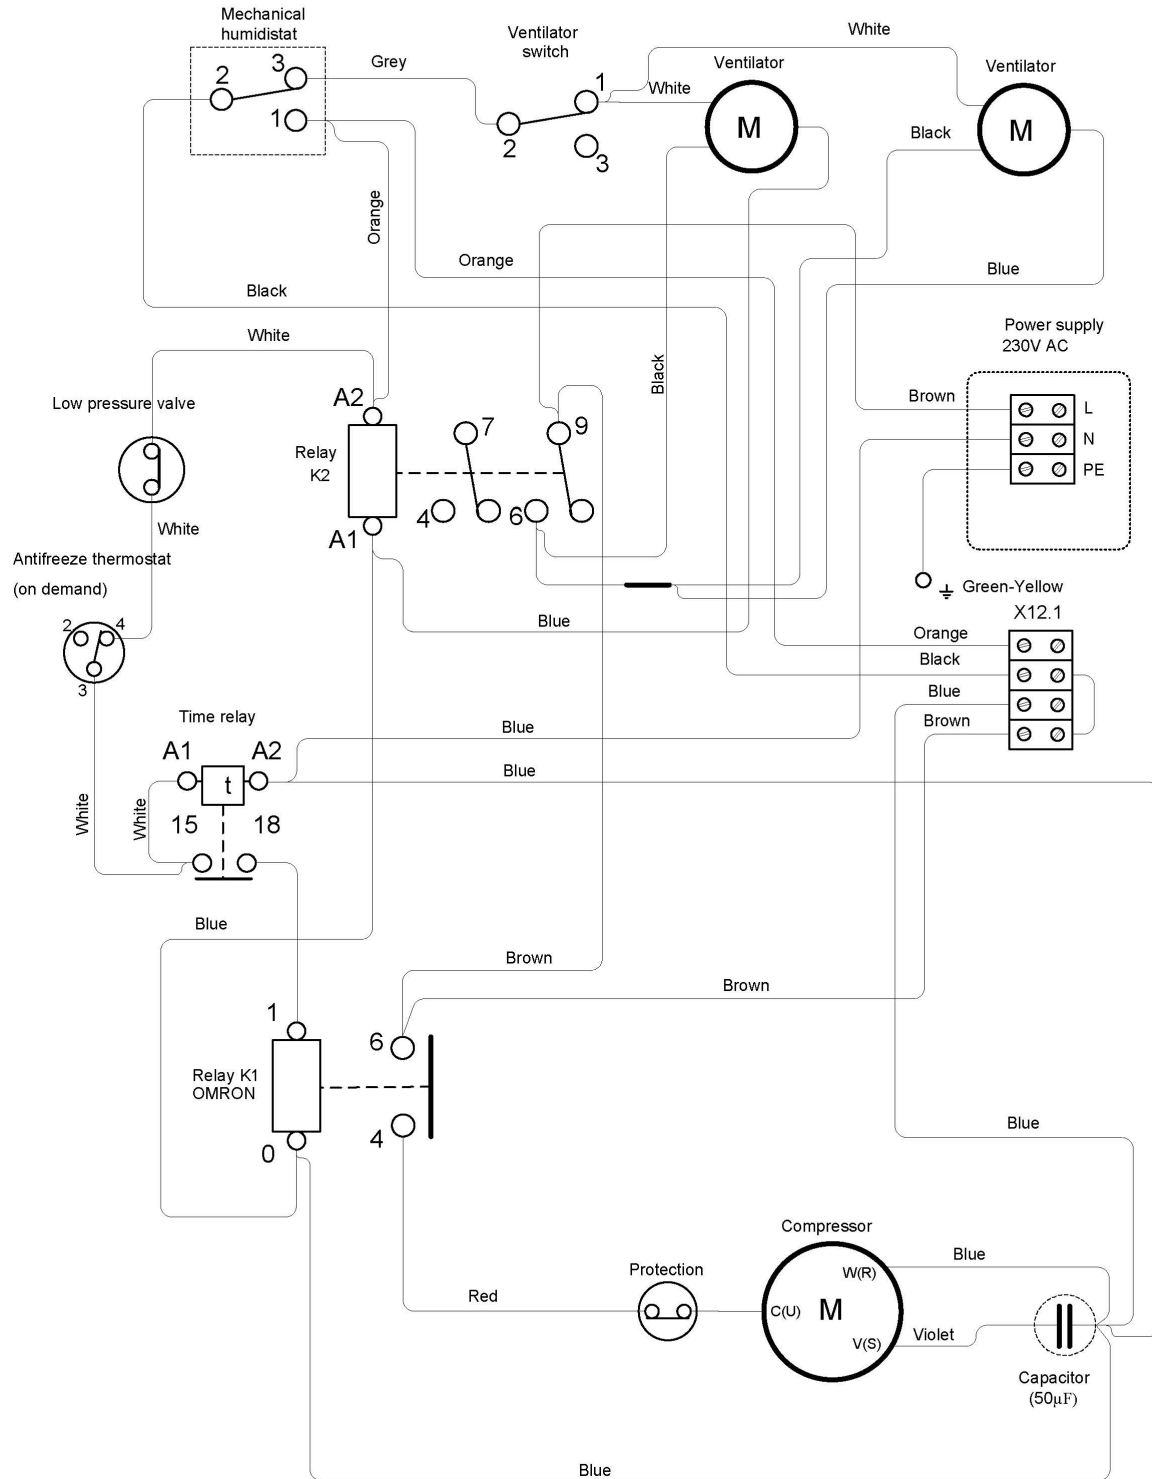 Mechanical
humidistat
Ventilator
switch
White
Ventilator
Ventilator
3
2
1
Grey
1
2
3
White
M
Black
M
Orange
Orange
Blue
Black
White
Power supply
230V AC
Black
Low pressure valve
A2
7
9
Brown
L
N
PE
Relay
K2
4
6
White
A1
Antifreeze thermostat
(on demand)
Green-Yellow
X12.1
2
4
3
Blue
Orange
Black
Blue
Brown
Time relay
Blue
A1
A2
t
Blue
White
White
15
18
Blue
Brown
Brown
1
6
Relay K1
OMRON
4
0
Blue
Compressor
Blue
W(R)
Protection
Red
C(U)
M
V(S)
Violet
Capacitor
(50µF)
Blue